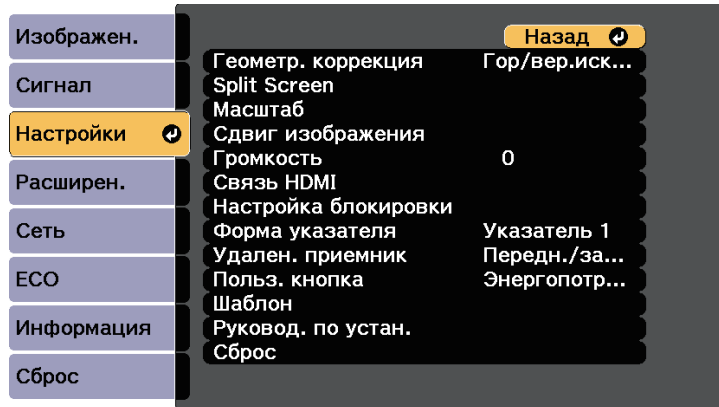 Изображен.
Сигнал
Настройки
Расширен.
Сеть
ECO
Информация
Сброс
Назад
Геометр. коррекция Гор/вер.иск...
Split Screen
Масштаб
Сдвиг изображения
Громкость 0
Связь HDMI
Настройка блокировки
Форма указателя Указатель 1
Удален. приемник Передн./за...
Польз. кнопка Энергопотр...
Шаблон
Руковод. по устан.
Сброс